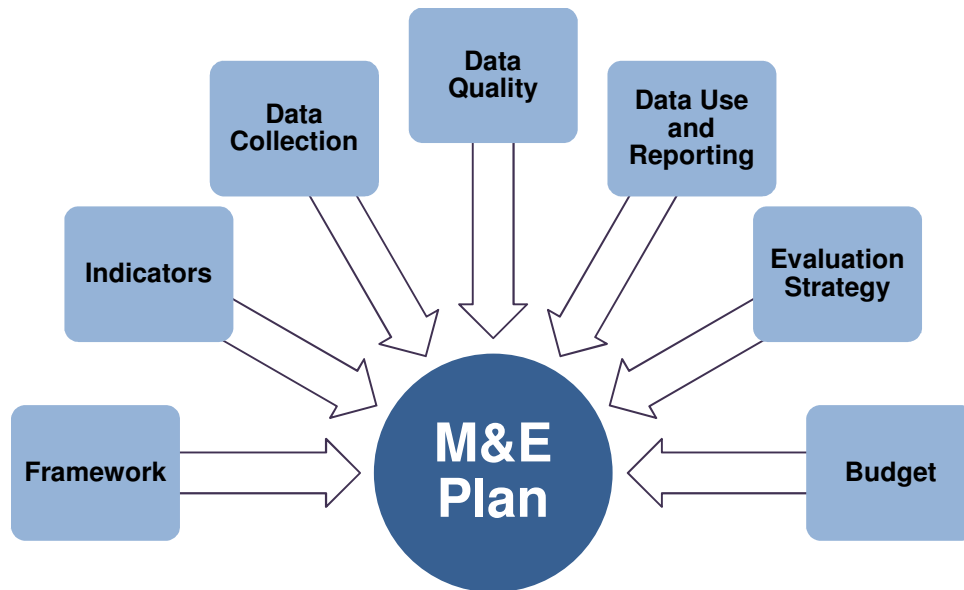 Data
Quality
Data
Collection
Data Use
and
Reporting
Indicators
Evaluation
Strategy
Framework
M&E
Plan
Budget